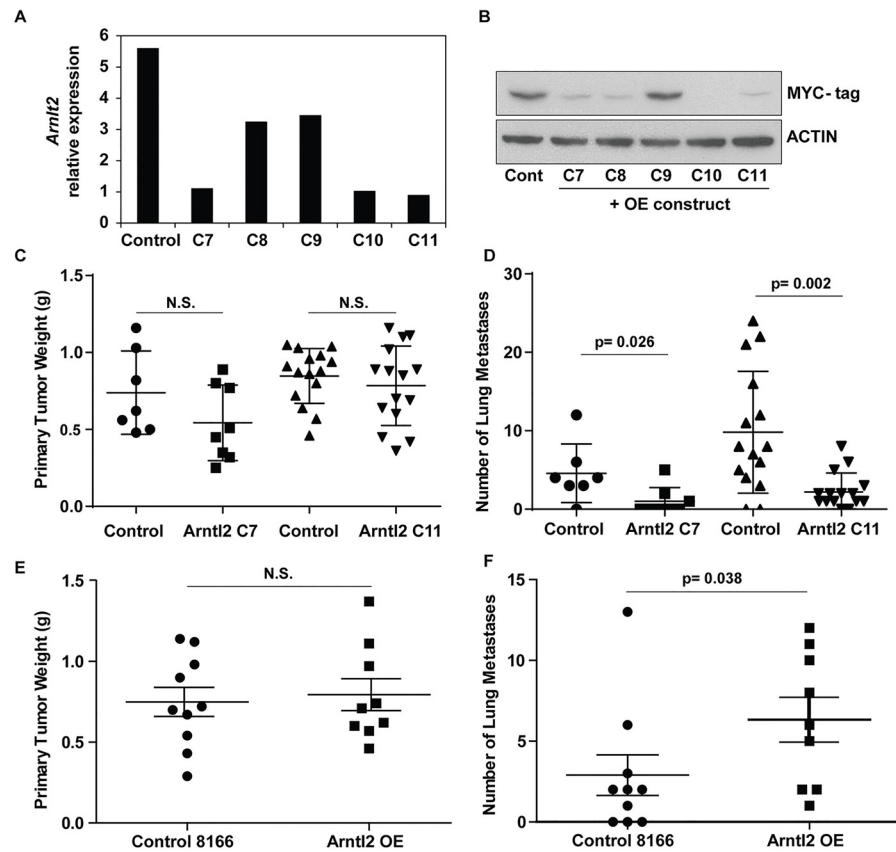 A
Arnlt2
relative expression
6
5
4
3
2
1
0
Control C7 C8 C9 C10 C11
B
MYC- tag
ACTIN
Cont C7 C8 C9 C10 C11
+ OE construct
C
Primary Tumor Weight (g)
1.5
1.0
0.5
0.0
N.S.
N.S.
Control Arntl2 C7 Control Arntl2 C11
D
Number of Lung Metastases
30
20
10
0
p= 0.026
p= 0.002
Control Arntl2 C7 Control Arntl2 C11
E
Primary Tumor Weight (g)
1.5
1.0
0.5
0.0
N.S.
Control 8166 Arntl2 OE
F
Number of Lung Metastases
15
10
5
0
p= 0.038
Control 8166 Arntl2 OE